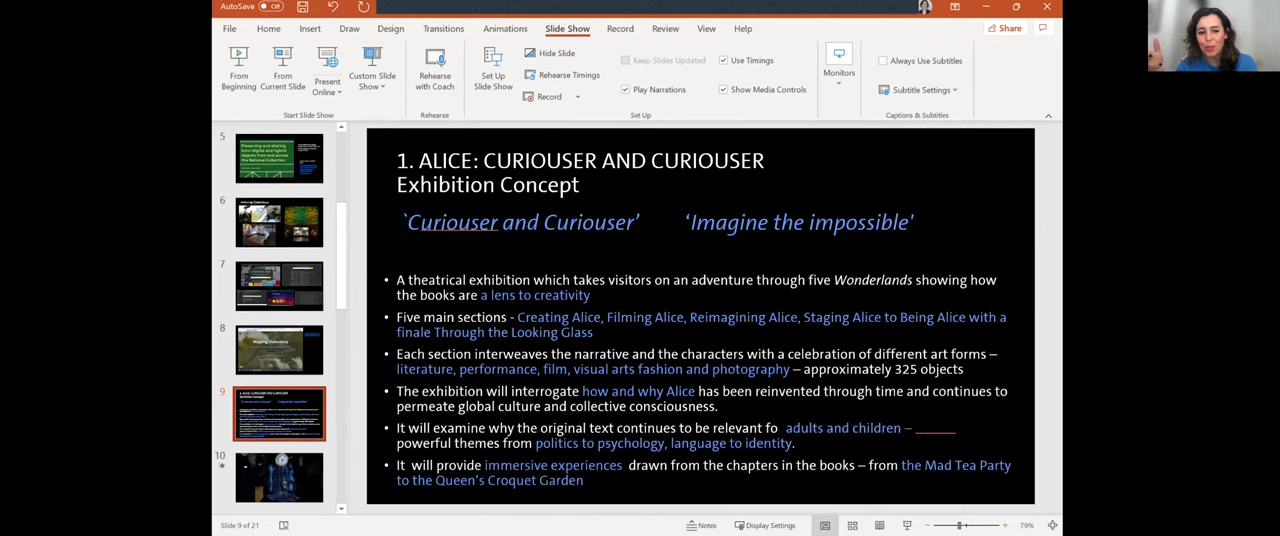 AutoSave Off
File Home Insert Draw Design Transitions Animations Slide Show Record Review View Help Share
From Beginning
From Current Slide
Present Online
Custom Slide Show
Start Slide Show
Rehearse with Coach
Rehearse
Set Up Slide Show
Hide Slide
Rehearse Timings
Record
Keep Slides Updated
Play Narrations
Use Timings
Show Media Controls
Set Up
Monitors
Always Use Subtitles
Subtitle Settings
Captions & Subtitles
5
6
7
8
9
10
1. ALICE: CURIOUSER AND CURIOUSER
Exhibition Concept
`Curiouser and Curiouser’ ‘Imagine the impossible'
• A theatrical exhibition which takes visitors on an adventure through five Wonderlands showing how
the books are a lens to creativity
• Five main sections - Creating Alice, Filming Alice, Reimagining Alice, Staging Alice to Being Alice with a
finale Through the Looking Glass
• Each section interweaves the narrative and the characters with a celebration of different art forms –
literature, performance, film, visual arts fashion and photography – approximately 325 objects
• The exhibition will interrogate how and why Alice has been reinvented through time and continues to
permeate global culture and collective consciousness.
• It will examine why the original text continues to be relevant fo adults and children –
powerful themes from politics to psychology, language to identity.
• It will provide immersive experiences drawn from the chapters in the books – from the Mad Tea Party
to the Queen’s Croquet Garden
Slide 9 of 21 Notes Display Settings 79%